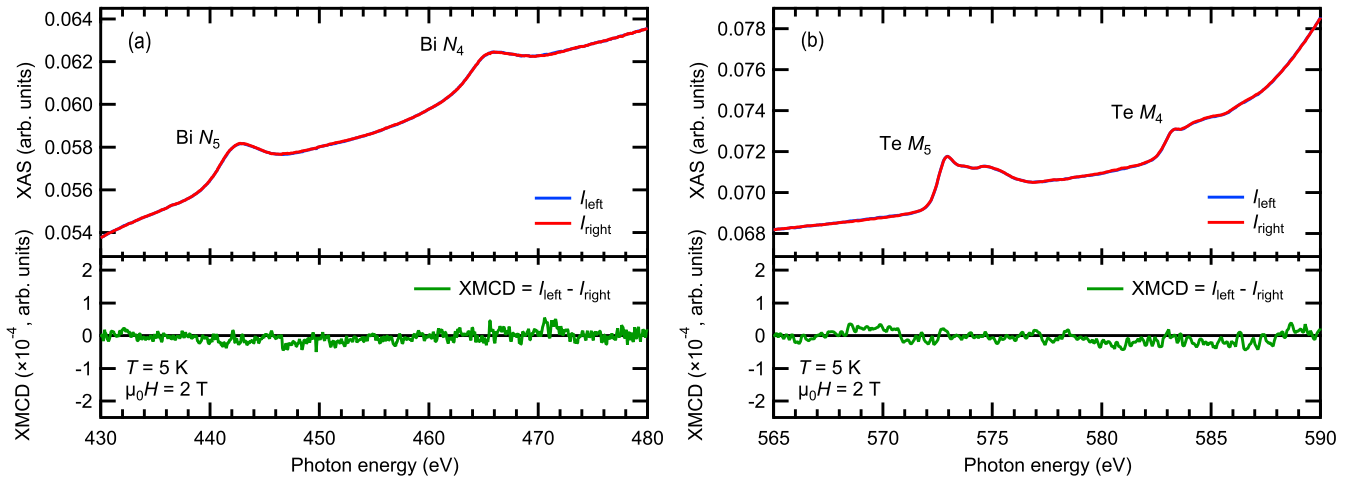 (a)
XAS (arb. units)
0.064
0.062
0.060
0.058
0.056
0.054
Bi N4
Bi N5
Ileft
Iright
XMCD (×10-4, arb. units)
2
1
0
-1
-2
XMCD = Ileft - Iright
T = 5 K
μ0H = 2 T
430 440 450 460 470 480
Photon energy (eV)
(b)
XAS (arb. units)
0.078
0.076
0.074
0.072
0.070
0.068
Te M4
Te M5
Ileft
Iright
XMCD (×10-4, arb. units)
2
1
0
-1
-2
XMCD = Ileft - Iright
T = 5 K
μ0H = 2 T
565 570 575 580 585 590
Photon energy (eV)